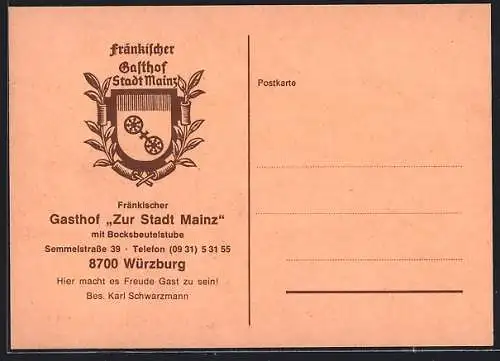 Fränkischer
Gasthof
Stadt Mainz
Fränkischer
Gasthof „Zur Stadt Mainz“
mit Bocksbeutelstube
Semmelstraße 39 · Telefon (09 31) 5 31 55
8700 Würzburg
Hier macht es Freude Gast zu sein!
Bes. Karl Schwarzmann
Postkarte